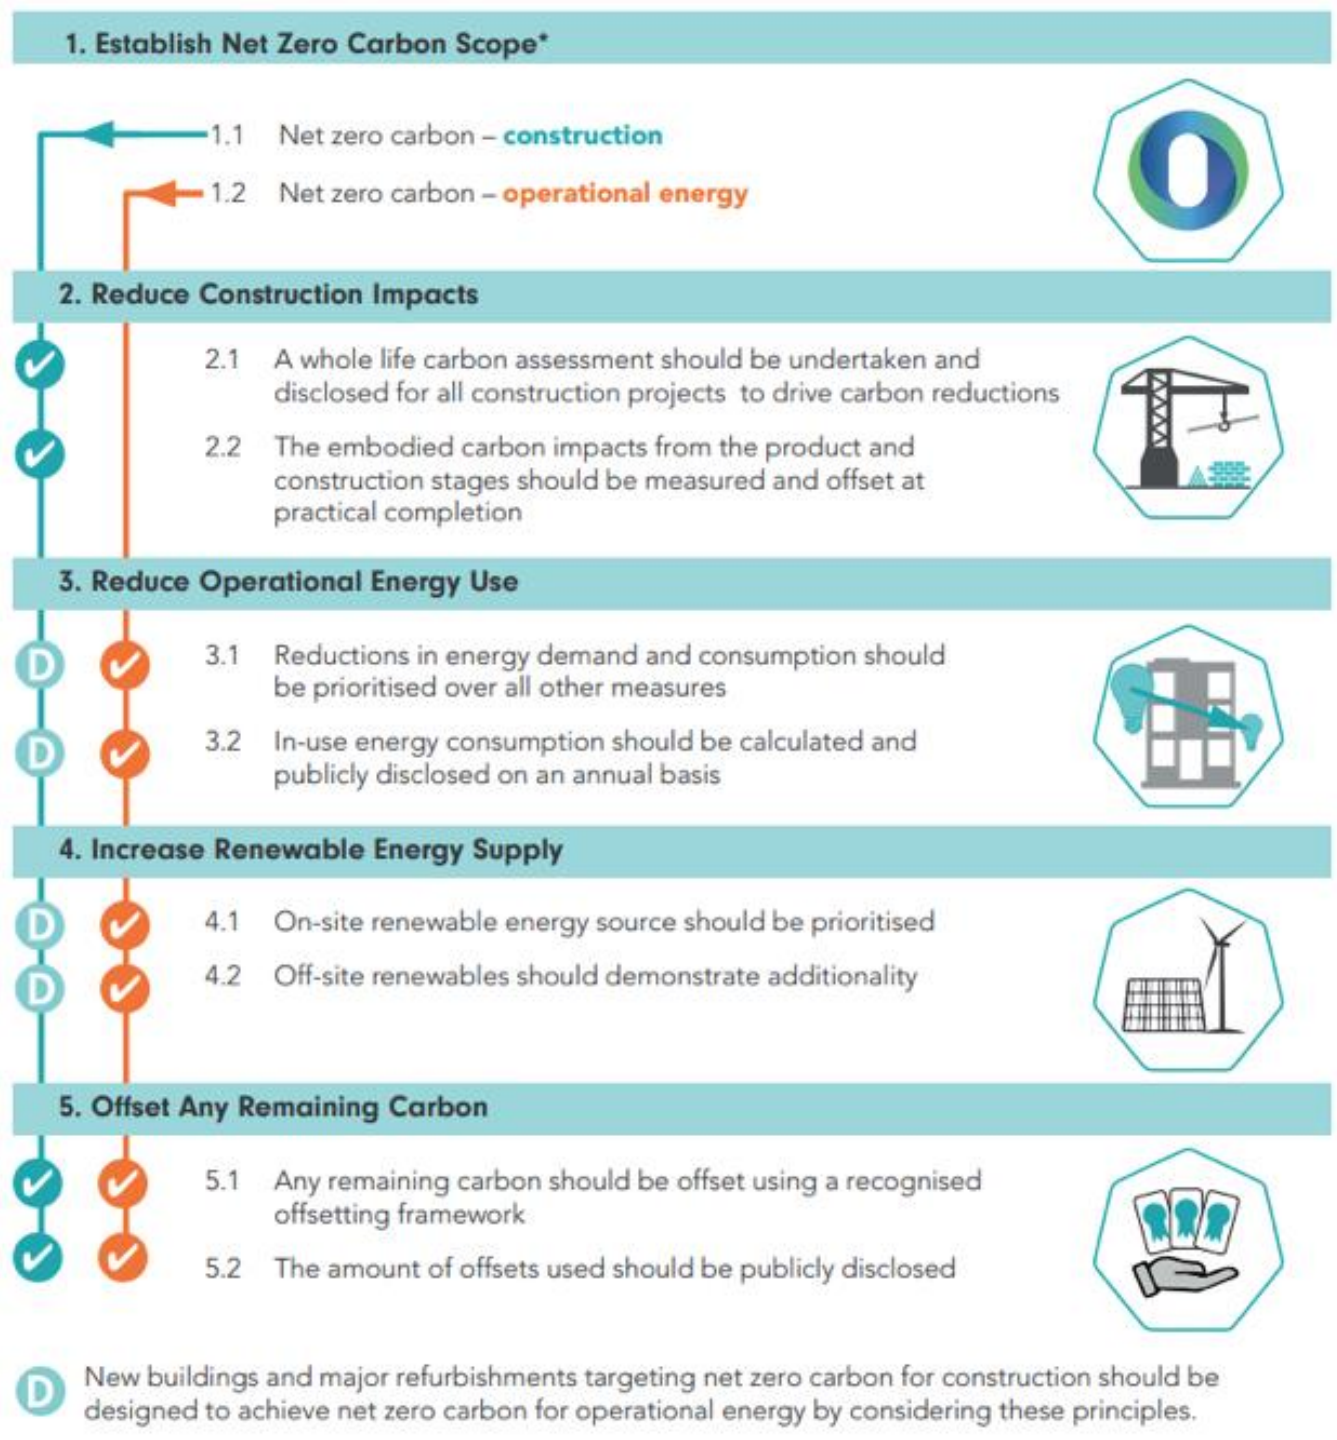 1. Establish Net Zero Carbon Scope*
1.1 Net zero carbon – construction
1.2 Net zero carbon – operational energy
2. Reduce Construction Impacts
2.1 A whole life carbon assessment should be undertaken and
disclosed for all construction projects to drive carbon reductions
2.2 The embodied carbon impacts from the product and
construction stages should be measured and offset at
practical completion
3. Reduce Operational Energy Use
D 3.1 Reductions in energy demand and consumption should
be prioritised over all other measures
D 3.2 In-use energy consumption should be calculated and
publicly disclosed on an annual basis
4. Increase Renewable Energy Supply
D 4.1 On-site renewable energy source should be prioritised
D 4.2 Off-site renewables should demonstrate additionality
5. Offset Any Remaining Carbon
5.1 Any remaining carbon should be offset using a recognised
offsetting framework
5.2 The amount of offsets used should be publicly disclosed
D New buildings and major refurbishments targeting net zero carbon for construction should be
designed to achieve net zero carbon for operational energy by considering these principles.